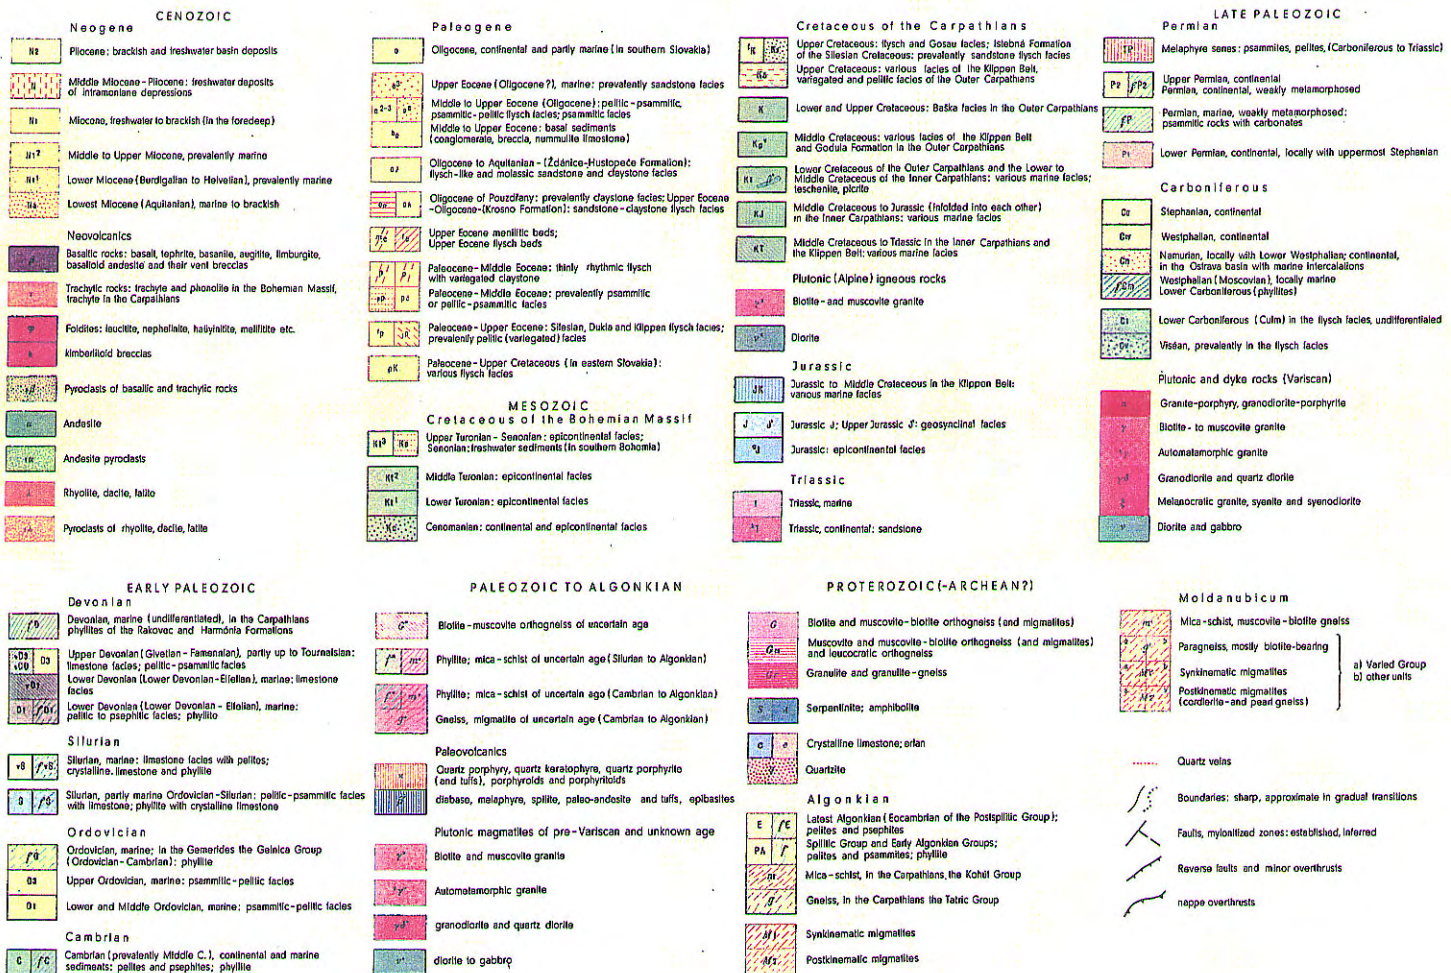 CENOZOIC
Neogene
N2 Pliocene: brackish and freshwater basin deposits
N Middle Miocene-Pliocene: freshwater deposits
of intramontane depressions
N1 Miocene, freshwater to brackish (in the foredeep)
N1² Middle to Upper Miocene, prevalently marine
N1¹ Lower Miocene (Burdigalian to Helvetian), prevalently marine
Lowest Miocene (Aquitanian), marine to brackish
Neovolcanics
Basaltic rocks: basalt, tephrite, basanite, augitite, limburgite,
basaltoid andesite and their vent breccias
Trachytic rocks: trachyte and phonolite in the Bohemian Massif,
trachyte in the Carpathians
Foidites: leucitite, nephelinite, haüyinitite, melilitite etc.
kimberlitoid breccias
Pyroclasts of basaltic and trachytic rocks
Andesite
Andesite pyroclasts
Rhyolite, dacite, latite
Pyroclasts of rhyolite, dacite, latite
Paleogene
Oligocene, continental and partly marine (in southern Slovakia)
Upper Eocene (Oligocene?), marine: prevalently sandstone facies
Middle to Upper Eocene (Oligocene): pelitic-psammitic,
psammitic-pelitic flysch facies; psammitic facies
Middle to Upper Eocene: basal sediments
(conglomerate, breccia, nummulite limestone)
Oligocene to Aquitanian-(Ždánice-Hustopeče Formation):
flysch-like and molassic sandstone and claystone facies
Oligocene of Pouzdřany: prevalently claystone facies; Upper Eocene
-Oligocene-(Krosno Formation): sandstone-claystone flysch facies
Upper Eocene menilitic beds;
Upper Eocene flysch beds
Paleocene-Middle Eocene: thinly rhythmic flysch
with variegated claystone
Paleocene-Middle Eocene: prevalently psammitic
or pelitic-psammitic facies
Paleocene-Upper Eocene: Silesian, Dukla and Klippen flysch facies;
prevalently pelitic (variegated) facies
pK Paleocene-Upper Cretaceous (in eastern Slovakia):
various flysch facies
MESOZOIC
Cretaceous of the Bohemian Massif
Kt³ Ks Upper Turonian-Senonian: epicontinental facies;
Senonian: freshwater sediments (in southern Bohemia)
Kt² Middle Turonian: epicontinental facies
Kt¹ Lower Turonian: epicontinental facies
Kc Cenomanian: continental and epicontinental facies
Cretaceous of the Carpathians
Upper Cretaceous: flysch and Gosau facies; Istebná Formation
of the Silesian Cretaceous: prevalently sandstone flysch facies
Upper Cretaceous: various facies of the Klippen Belt,
variegated and pelitic facies of the Outer Carpathians
K Lower and Upper Cretaceous: Baška facies in the Outer Carpathians
Middle Cretaceous: various facies of the Klippen Belt
and Godula Formation in the Outer Carpathians
Lower Cretaceous of the Outer Carpathians and the Lower to
Middle Cretaceous of the Inner Carpathians: various marine facies;
teschenite, picrite
KJ Middle Cretaceous to Jurassic (infolded into each other)
in the Inner Carpathians: various marine facies
KT Middle Cretaceous to Triassic in the Inner Carpathians and
the Klippen Belt: various marine facies
Plutonic (Alpine) igneous rocks
Biotite- and muscovite granite
Diorite
Jurassic
JK Jurassic to Middle Cretaceous in the Klippen Belt:
various marine facies
J J' Jurassic J; Upper Jurassic J': geosynclinal facies
Jurassic: epicontinental facies
Triassic
Triassic, marine
Triassic, continental: sandstone
LATE PALEOZOIC
Permian
TP Melaphyre series: psammites, pelites, (Carboniferous to Triassic)
P2 fP2 Upper Permian, continental
Permian, continental, weakly metamorphosed
fP Permian, marine, weakly metamorphosed:
psammitic rocks with carbonates
P1 Lower Permian, continental, locally with uppermost Stephanian
Carboniferous
Stephanian, continental
Westphalian, continental
Namurian, locally with Lower Westphalian; continental,
in the Ostrava basin with marine intercalations
Westphalian (Moscovian), locally marine
Lower Carboniferous (phyllites)
C1 Lower Carboniferous (Culm) in the flysch facies, undifferentiated
Cv Viséan, prevalently in the flysch facies
Plutonic and dyke rocks (Variscan)
Granite-porphyry, granodiorite-porphyrite
Biotite- to muscovite granite
Autometamorphic granite
Granodiorite and quartz diorite
Melanocratic granite, syenite and syenodiorite
Diorite and gabbro
EARLY PALEOZOIC
Devonian
fD Devonian, marine (undifferentiated), in the Carpathians
phyllites of the Rakovec and Harmónia Formations
D3 Upper Devonian (Givetian-Famennian), partly up to Tournaisian:
limestone facies; pelitic-psammitic facies
Lower Devonian (Lower Devonian-Eifelian), marine: limestone
facies
D1 fD1 Lower Devonian (Lower Devonian-Eifelian), marine:
pelitic to psephitic facies; phyllite
Silurian
vS fvS Silurian, marine: limestone facies with pelites;
crystalline limestone and phyllite
S fS Silurian, partly marine Ordovician-Silurian: pelitic-psammitic facies
with limestone; phyllite with crystalline limestone
Ordovician
fO Ordovician, marine; in the Gemerides the Gelnica Group
(Ordovician-Cambrian): phyllite
O3 Upper Ordovician, marine: psammitic-pelitic facies
O1 Lower and Middle Ordovician, marine; psammitic-pelitic facies
Cambrian
C fC Cambrian (prevalently Middle C.), continental and marine
sediments: pelites and psephites; phyllite
PALEOZOIC TO ALGONKIAN
Biotite-muscovite orthogneiss of uncertain age
Phyllite; mica-schist of uncertain age (Silurian to Algonkian)
Phyllite; mica-schist of uncertain age (Cambrian to Algonkian)
Gneiss, migmatite of uncertain age (Cambrian to Algonkian)
Paleovolcanics
Quartz porphyry, quartz keratophyre, quartz porphyrite
(and tuffs), porphyroids and porphyritoids
diabase, melaphyre, spilite, paleo-andesite and tuffs, epibasites
Plutonic magmatites of pre-Variscan and unknown age
Biotite and muscovite granite
Autometamorphic granite
granodiorite and quartz diorite
diorite to gabbro
PROTEROZOIC(-ARCHEAN?)
G Biotite and muscovite-biotite orthogneiss (and migmatites)
Muscovite and muscovite-biotite orthogneiss (and migmatites)
and leucocratic orthogneiss
Granulite and granulite-gneiss
Serpentinite; amphibolite
c e Crystalline limestone; erlan
Quartzite
Algonkian
E fE Latest Algonkian (Eocambrian of the Postspilitic Group);
pelites and psephites
PA f Spilitic Group and Early Algonkian Groups;
pelites and psammites; phyllite
m Mica-schist, in the Carpathians, the Kohút Group
g Gneiss, in the Carpathians the Tatric Group
M1 Synkinematic migmatites
M2 Postkinematic migmatites
Moldanubicum
Mica-schist, muscovite-biotite gneiss
Paragneiss, mostly biotite-bearing
Synkinematic migmatites
Postkinematic migmatites
(cordierite-and pearl gneiss)
a) Varied Group
b) other units
Quartz veins
Boundaries: sharp, approximate in gradual transitions
Faults, mylonitized zones: established, inferred
Reverse faults and minor overthrusts
nappe overthrusts